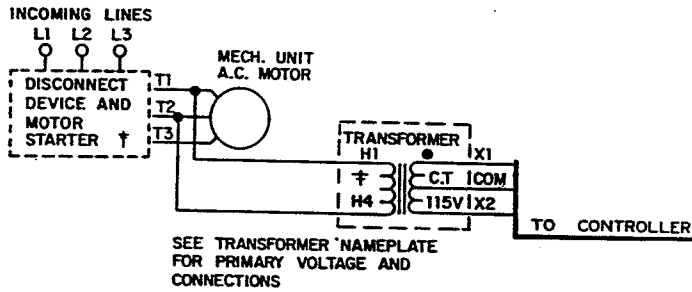 INCOMING LINES
L1 L2 L3
MECH. UNIT
A.C. MOTOR
DISCONNECT
DEVICE AND
MOTOR
STARTER
T1
T2
T3
TRANSFORMER
H1
H4
C.T
115V
X1
COM
X2
TO CONTROLLER
SEE TRANSFORMER NAMEPLATE
FOR PRIMARY VOLTAGE AND
CONNECTIONS